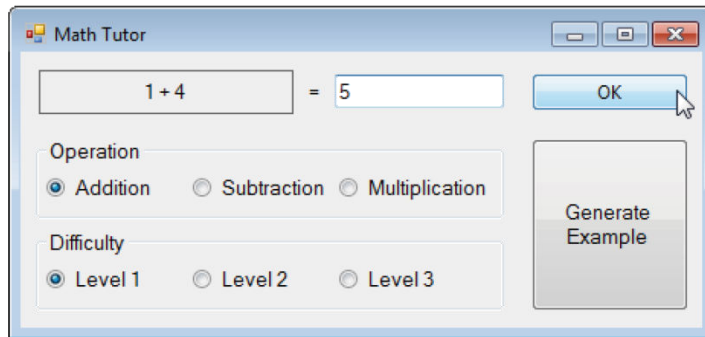 Math Tutor
1 + 4 = 5 OK
Operation
Addition Subtraction Multiplication
Generate
Example
Difficulty
Level 1 Level 2 Level 3